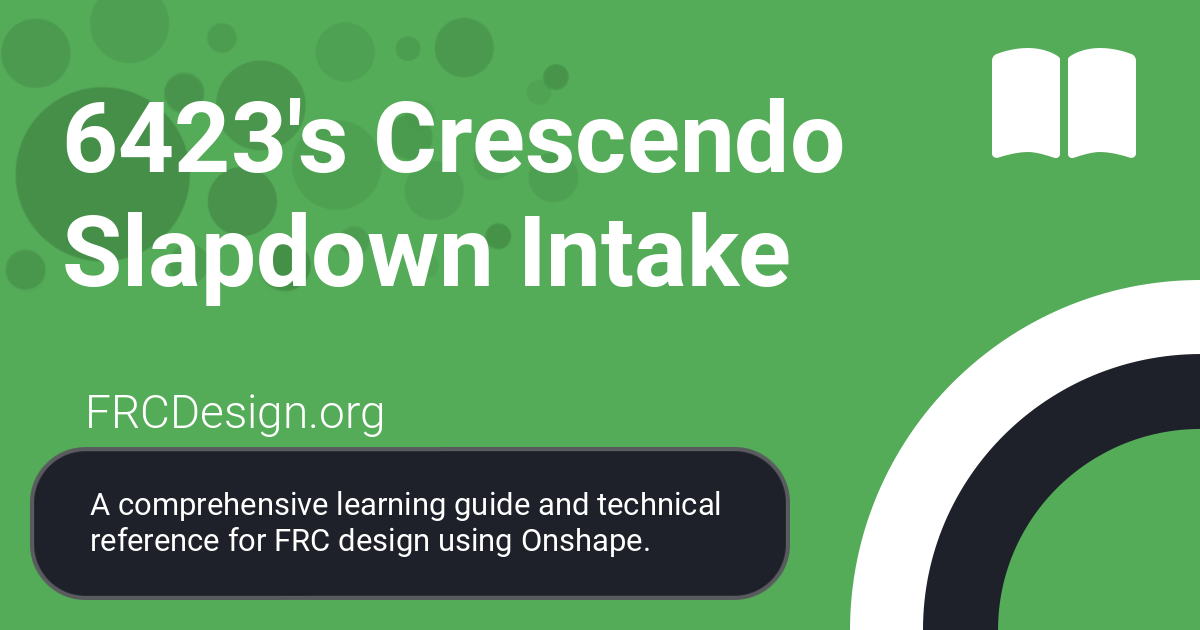 6423's Crescendo
Slapdown Intake
FRCDesign.org
A comprehensive learning guide and technical
reference for FRC design using Onshape.